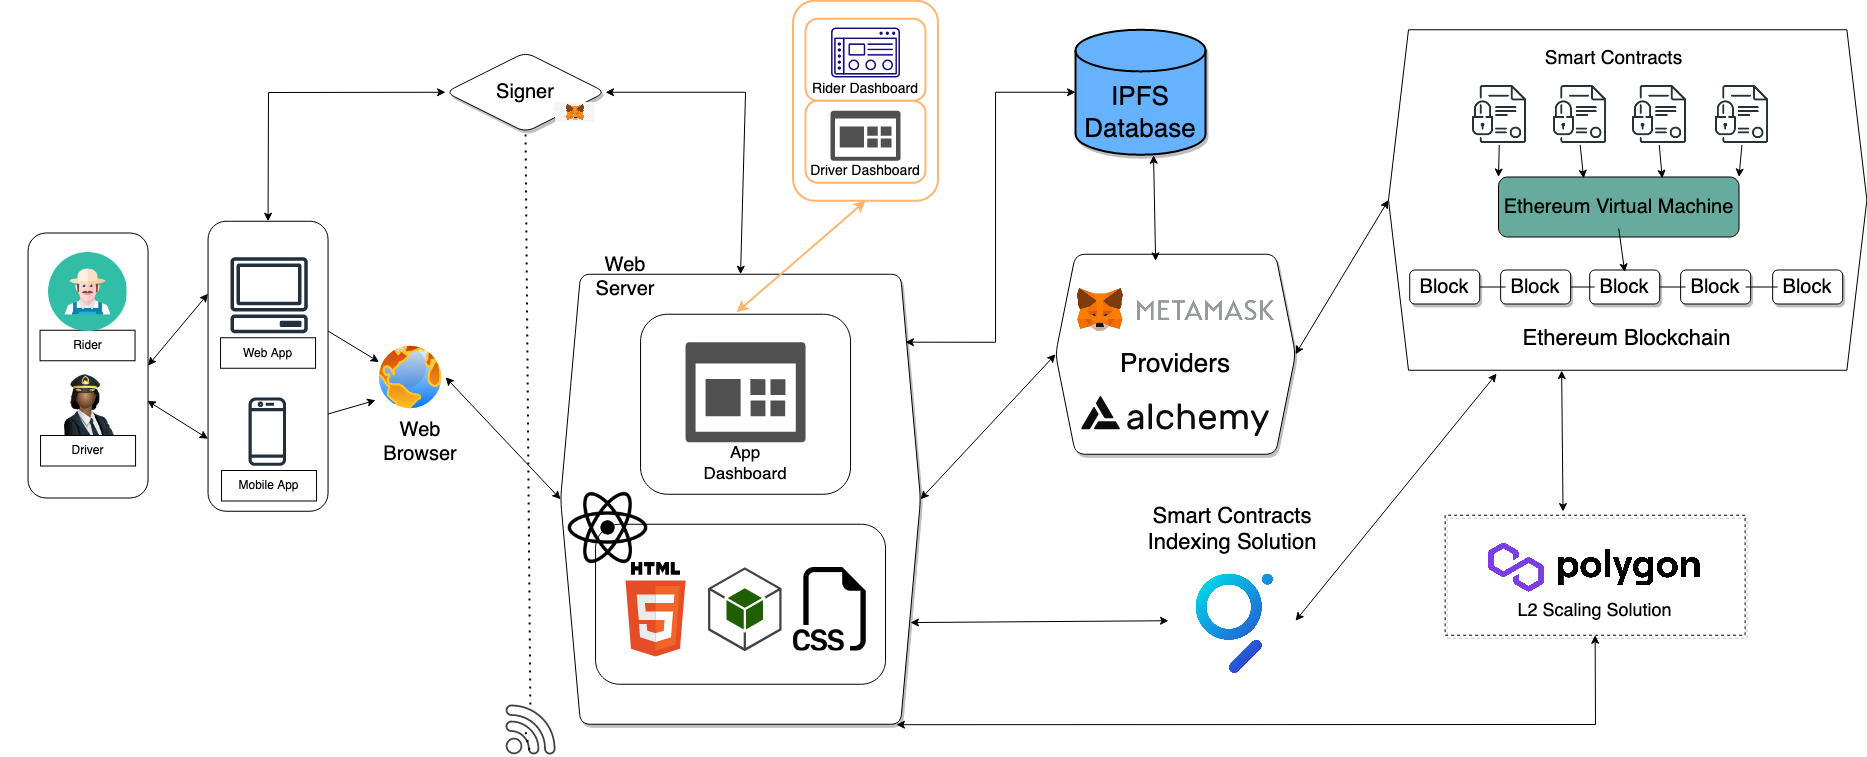 Signer
Rider Dashboard
Driver Dashboard
IPFS
Database
Smart Contracts
Ethereum Virtual Machine
Block
Block
Block
Block
Block
Ethereum Blockchain
Rider
Driver
Web App
Mobile App
Web
Browser
Web
Server
App
Dashboard
HTML
5
CSS
METAMASK
Providers
alchemy
Smart Contracts
Indexing Solution
polygon
L2 Scaling Solution